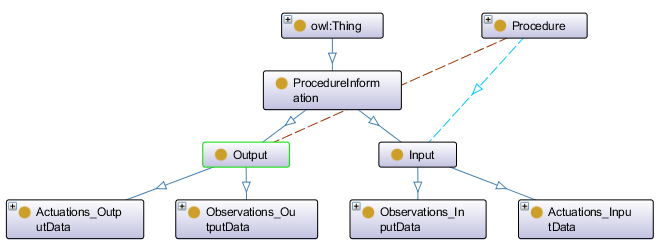 owl:Thing
Procedure
ProcedureInform
ation
Output
Input
Actuations_Outp
utData
Observations_Ou
tputData
Observations_In
putData
Actuations_Inpu
tData